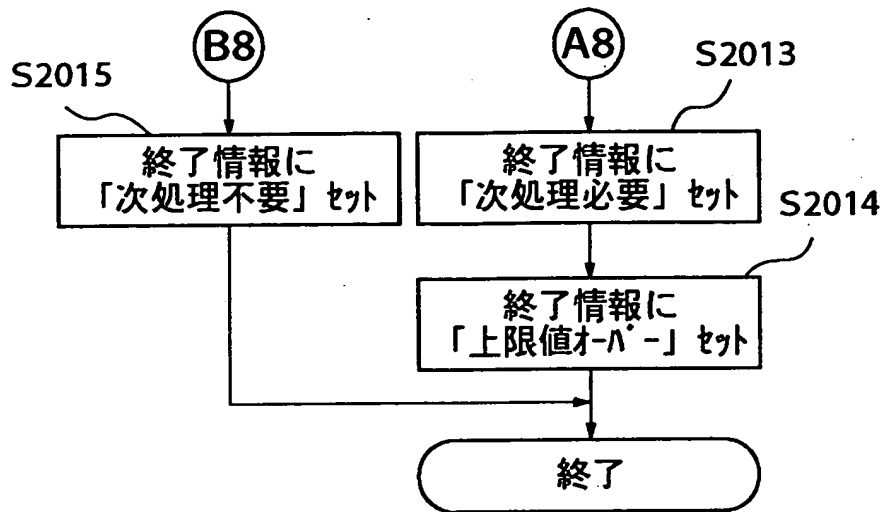 B8
A8
S2015
S2013
終了情報に
「次処理不要」ｾｯﾄ
終了情報に
「次処理必要」ｾｯﾄ
S2014
終了情報に
「上限値ｵｰﾊﾞｰ」ｾｯﾄ
終了